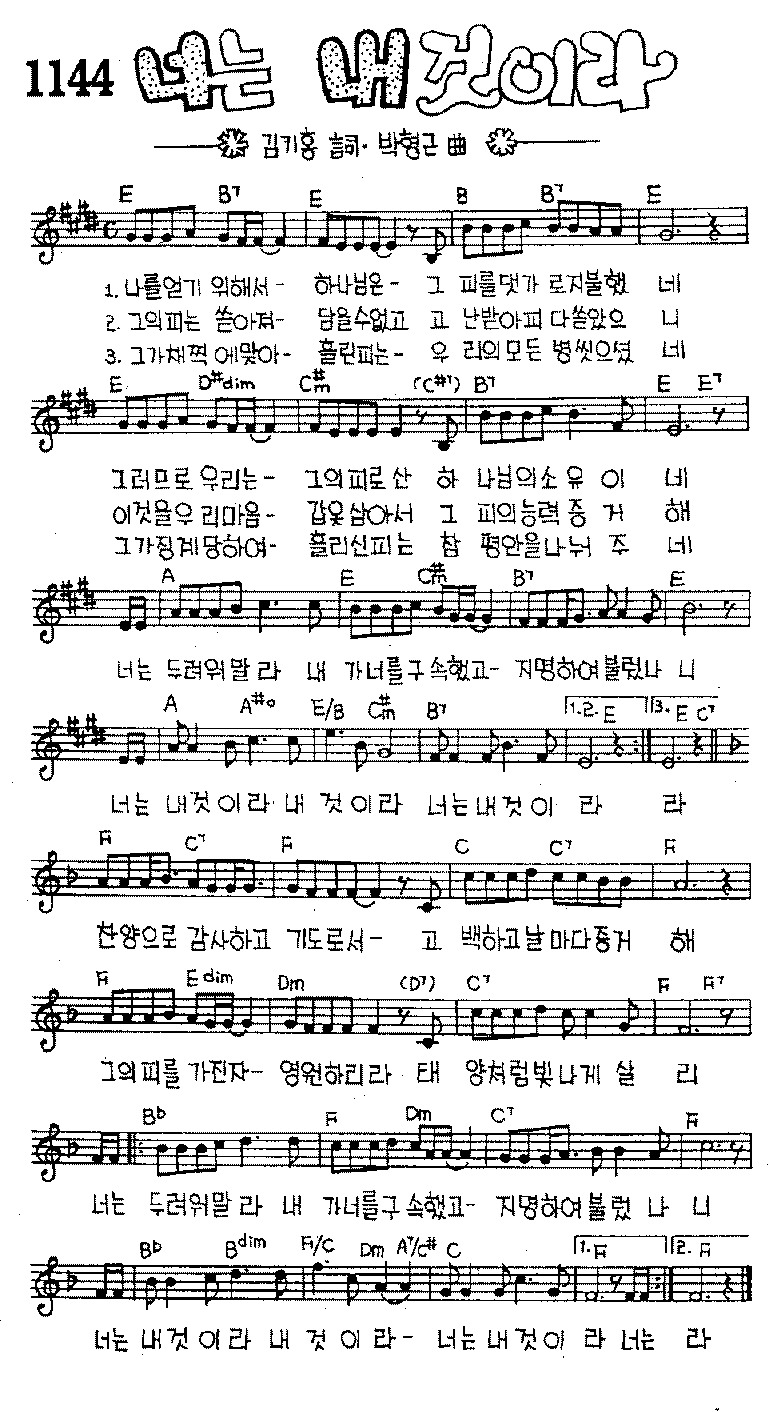 1144 너는 내것이라
김기홍 詞· 박형근 曲
E B7 E B B7 E
1. 나를얻기 위해서- 하나님은- 그 피를댓가 로지불했 네
2. 그의피는 쏟아져- 담을수없고 고 난받아피 다쏟았으 니
3. 그가채찍 에맞아- 흘린피는- 우 리의모든 병씻으셨 네
E D#dim C#m (C#7) B7 E E7
그러므로 우리는- 그의피로산 하 나님의소 유 이 네
이것을우 리마음- 값옺삼아서 그 피의능력 증 거 해
그가징계 당하여- 흘리신피는 참 평안을나 눠 주 네
A E C#m B7 E
너는 두려워말 라 내 가너를구 속했고- 지명하여불렀나 니
A A#o E/B C#m B7 1.2. E 3. E C7
너는 내것이라 내 것이라 너는내것이 라 라
F C7 F C C7 F
찬양으로 감사하고 기도로서- 고 백하고날 마다증거 해
F Edim Dm (D7) C7 F F7
그의피를 가진자- 영원하리라 태 양처럼빛 나게 살 리
Bb F Dm C7 F
너는 두려워말 라 내 가너를구 속했고- 지명하여불렀 나 니
Bb Bdim F/C Dm A7/C# C 1. F 2. F
너는 내것이라 내 것 이라- 너는내것이 라 너는 라